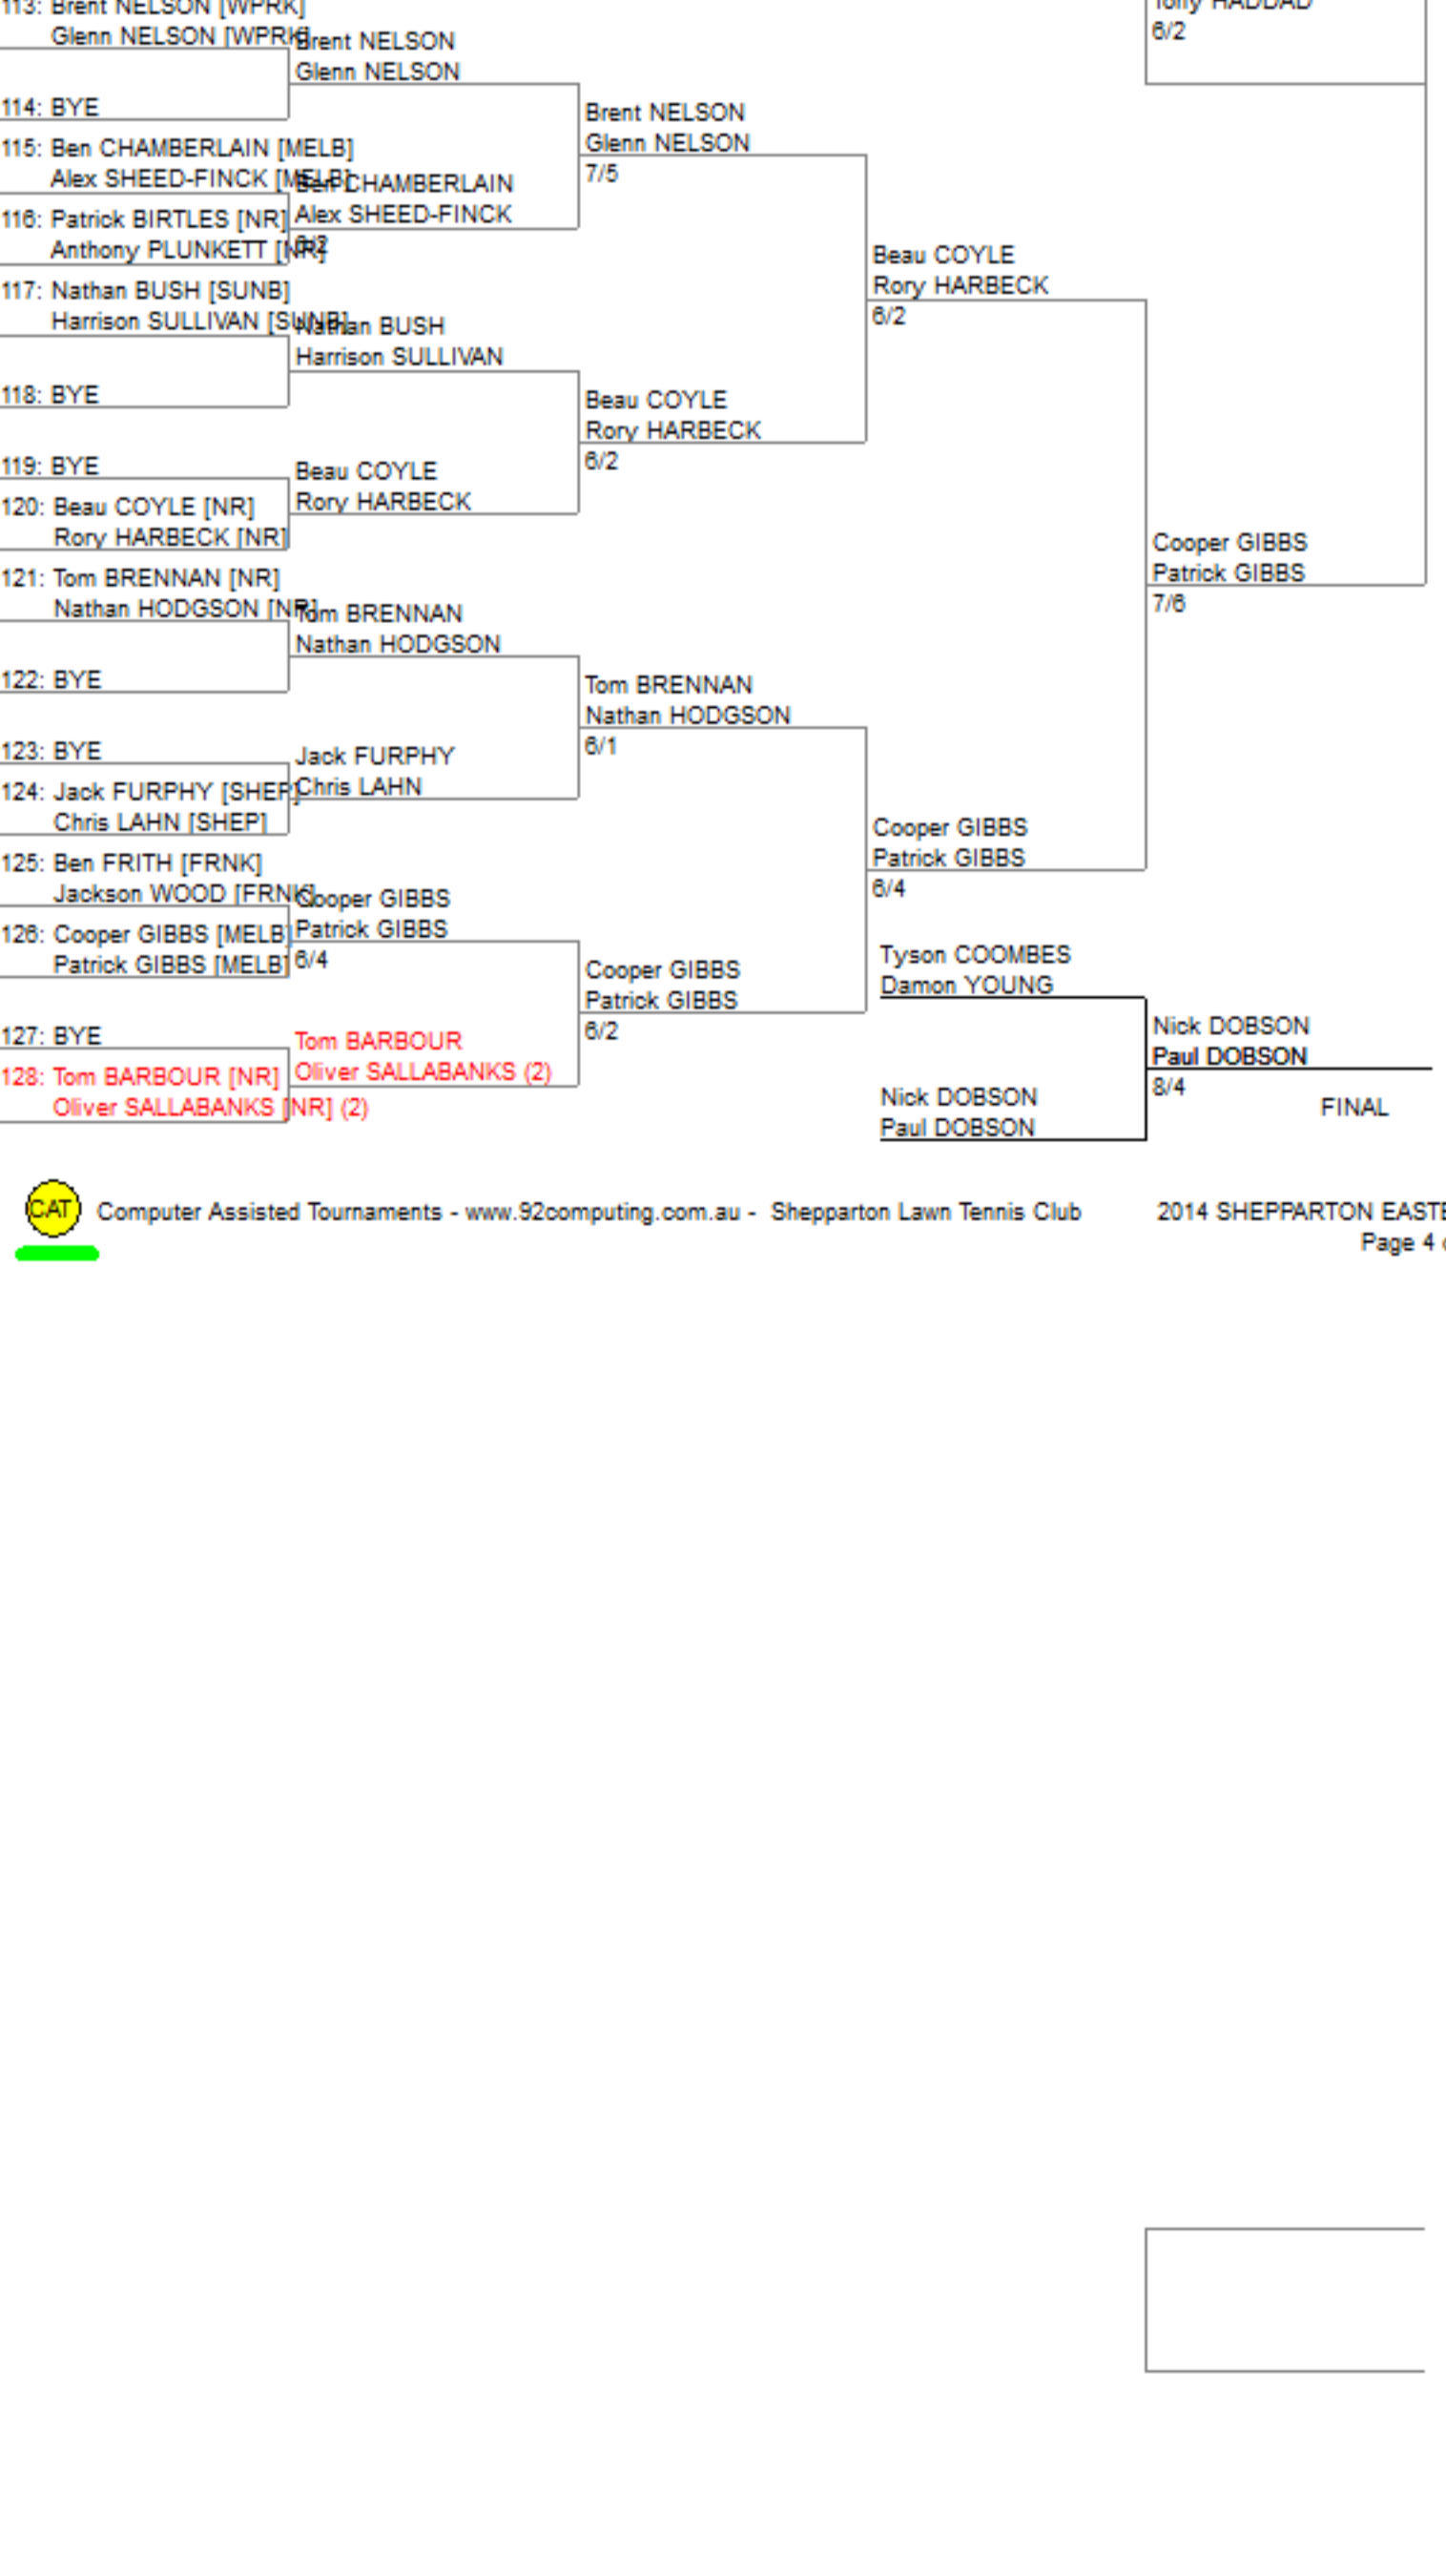 113: Brent NELSON [WPRK]
Glenn NELSON [WPRK]
114: BYE
115: Ben CHAMBERLAIN [MELB]
Alex SHEED-FINCK [MELB]
116: Patrick BIRTLES [NR]
Anthony PLUNKETT [NR]
117: Nathan BUSH [SUNB]
Harrison SULLIVAN [SUNB]
118: BYE
119: BYE
120: Beau COYLE [NR]
Rory HARBECK [NR]
121: Tom BRENNAN [NR]
Nathan HODGSON [NR]
122: BYE
123: BYE
124: Jack FURPHY [SHEP]
Chris LAHN [SHEP]
125: Ben FRITH [FRNK]
Jackson WOOD [FRNK]
126: Cooper GIBBS [MELB]
Patrick GIBBS [MELB]
127: BYE
128: Tom BARBOUR [NR]
Oliver SALLABANKS [NR] (2)
Brent NELSON
Glenn NELSON
Ben CHAMBERLAIN
Alex SHEED-FINCK
Nathan BUSH
Harrison SULLIVAN
Beau COYLE
Rory HARBECK
Tom BRENNAN
Nathan HODGSON
Jack FURPHY
Chris LAHN
Cooper GIBBS
Patrick GIBBS
6/4
Tom BARBOUR
Oliver SALLABANKS (2)
Brent NELSON
Glenn NELSON
7/5
Beau COYLE
Rory HARBECK
6/2
Tom BRENNAN
Nathan HODGSON
6/1
Cooper GIBBS
Patrick GIBBS
6/2
Beau COYLE
Rory HARBECK
6/2
Cooper GIBBS
Patrick GIBBS
6/4
Tyson COOMBES
Damon YOUNG
Nick DOBSON
Paul DOBSON
Tony HADDAD
6/2
Cooper GIBBS
Patrick GIBBS
7/6
Nick DOBSON
Paul DOBSON
8/4
FINAL
CAT
Computer Assisted Tournaments - www.92computing.com.au - Shepparton Lawn Tennis Club
2014 SHEPPARTON EASTE
Page 4